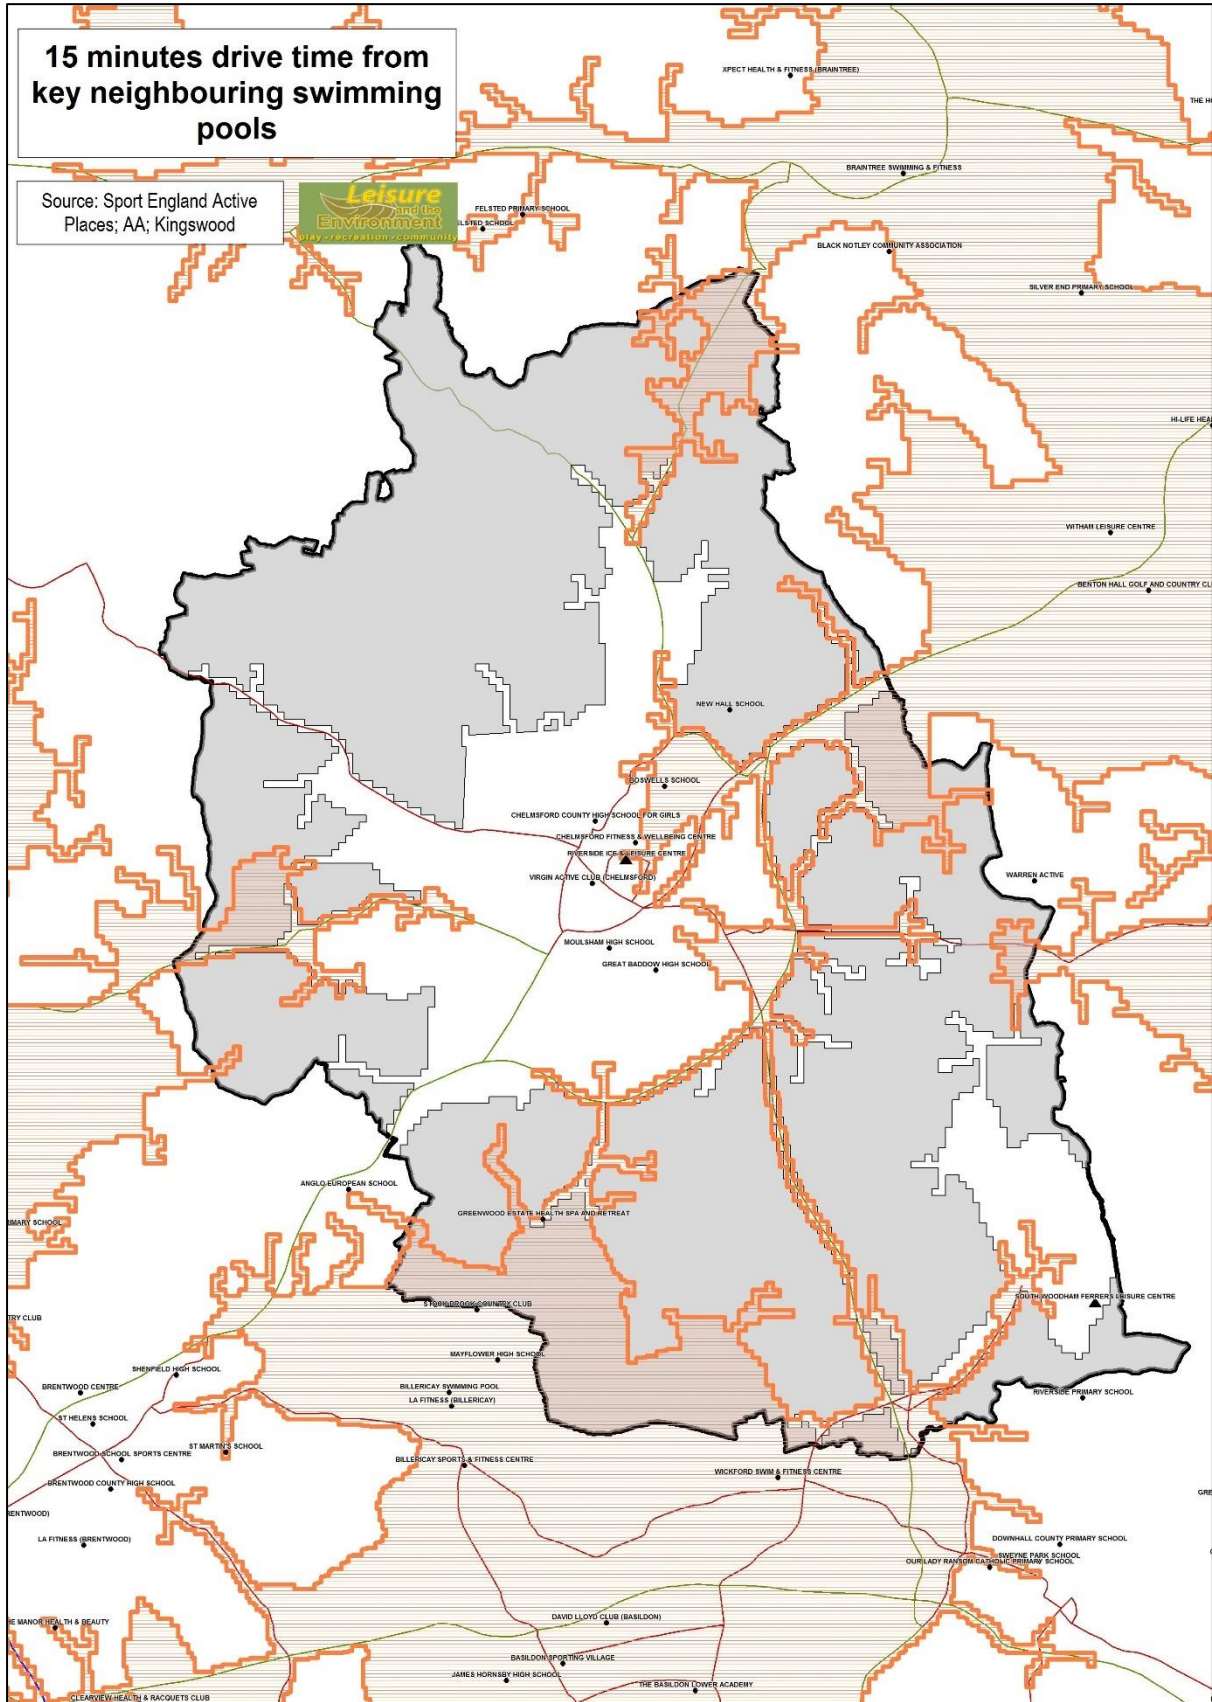 15 minutes drive time from
key neighbouring swimming
pools
Source: Sport England Active
Places; AA; Kingswood
Leisure
and the
Environment
play • recreation • community
XPECT HEALTH & FITNESS (BRAINTREE)
BRAINTREE SWIMMING & FITNESS
FELSTED PRIMARY SCHOOL
BLACK NOTLEY COMMUNITY ASSOCIATION
SILVER END PRIMARY SCHOOL
WITHAM LEISURE CENTRE
NEW HALL SCHOOL
BOSWELLS SCHOOL
CHELMSFORD COUNTY HIGH SCHOOL FOR GIRLS
CHELMSFORD FITNESS & WELLBEING CENTRE
RIVERSIDE ICE & LEISURE CENTRE
VIRGIN ACTIVE CLUB (CHELMSFORD)
WARREN ACTIVE
MOULSHAM HIGH SCHOOL
GREAT BADDOW HIGH SCHOOL
ANGLO EUROPEAN SCHOOL
GREENWOOD ESTATE HEALTH SPA AND RETREAT
SOUTH WOODHAM FERRERS LEISURE CENTRE
STOCK BROOK COUNTRY CLUB
TRY CLUB
MAYFLOWER HIGH SCHOOL
SHENFIELD HIGH SCHOOL
BRENTWOOD CENTRE
BILLERICAY SWIMMING POOL
LA FITNESS (BILLERICAY)
RIVERSIDE PRIMARY SCHOOL
ST HELENS SCHOOL
ST MARTIN'S SCHOOL
BRENTWOOD SCHOOL SPORTS CENTRE
BILLERICAY SPORTS & FITNESS CENTRE
WICKFORD SWIM & FITNESS CENTRE
BRENTWOOD COUNTY HIGH SCHOOL
LA FITNESS (BRENTWOOD)
DOWNHALL COUNTY PRIMARY SCHOOL
SWEYNE PARK SCHOOL
OUR LADY RANSOM CATHOLIC PRIMARY SCHOOL
DAVID LLOYD CLUB (BASILDON)
BASILDON SPORTING VILLAGE
JAMES HORNSBY HIGH SCHOOL
THE BASILDON LOWER ACADEMY
CLEARVIEW HEALTH & RACQUETS CLUB